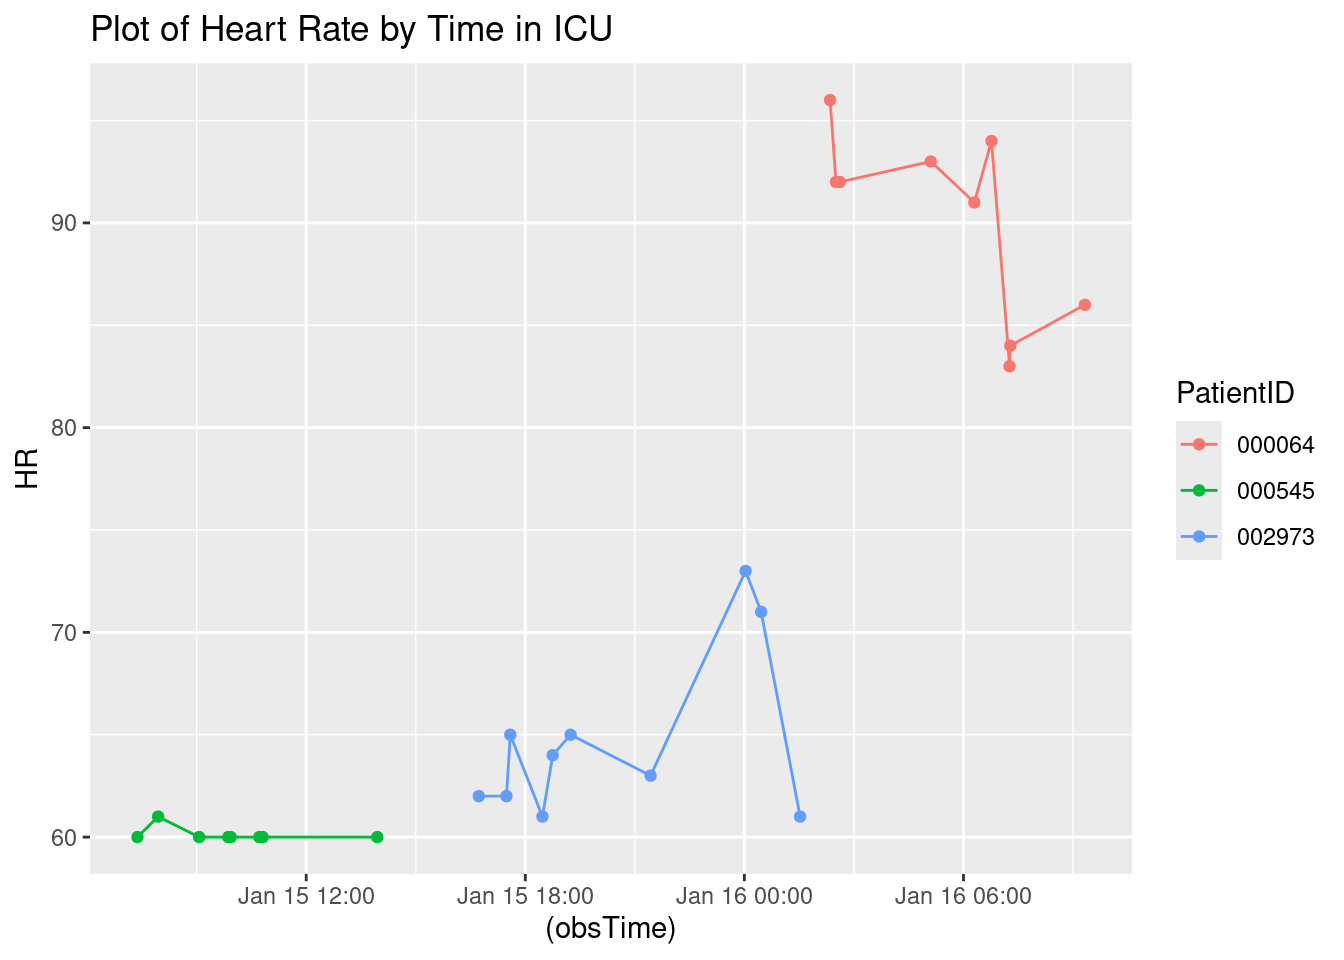 Plot of Heart Rate by Time in ICU
HR
90
80
70
60
Jan 15 12:00
Jan 15 18:00
Jan 16 00:00
Jan 16 06:00
(obsTime)
PatientID
000064
000545
002973